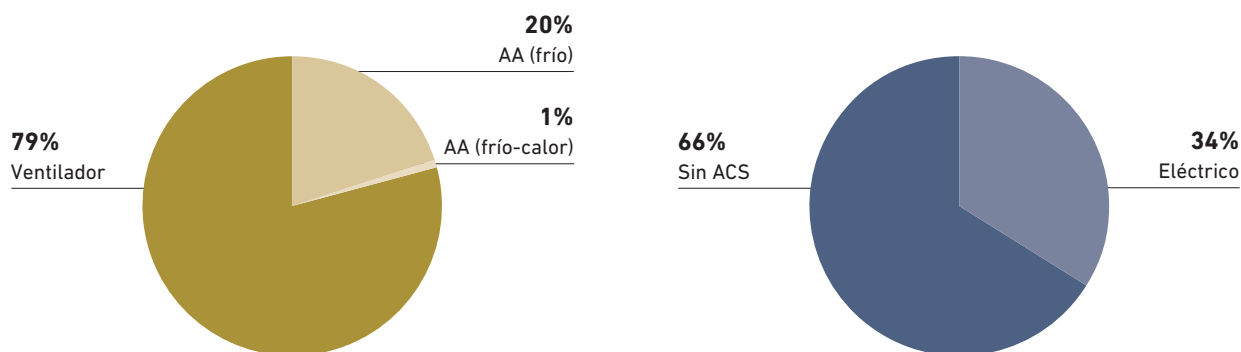 20%
AA (frío)
1%
AA (frío-calor)
79%
Ventilador
66%
Sin ACS
34%
Eléctrico